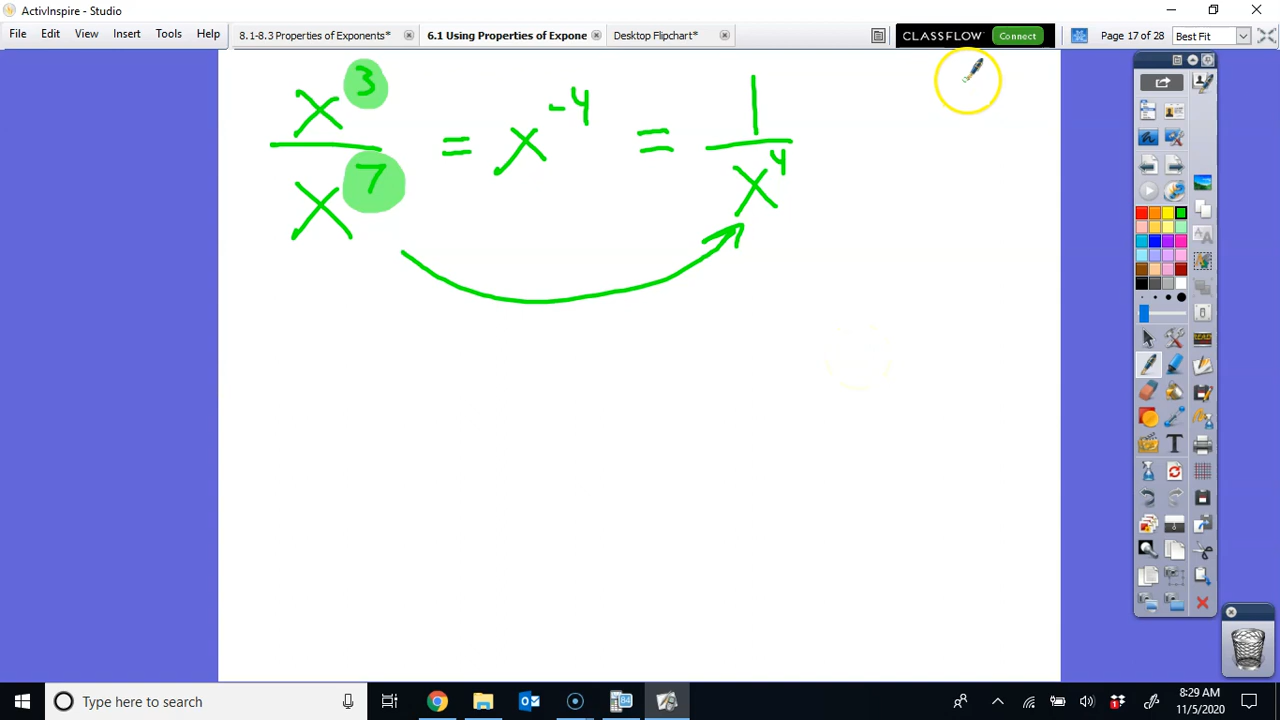 ActivInspire - Studio
File Edit View Insert Tools Help
8.1-8.3 Properties of Exponents* 6.1 Using Properties of Expone Desktop Flipchart* CLASSFLOW Connect Page 17 of 28 Best Fit
x^3 / x^7 = x^-4 = 1 / x^4
Type here to search
8:29 AM
11/5/2020